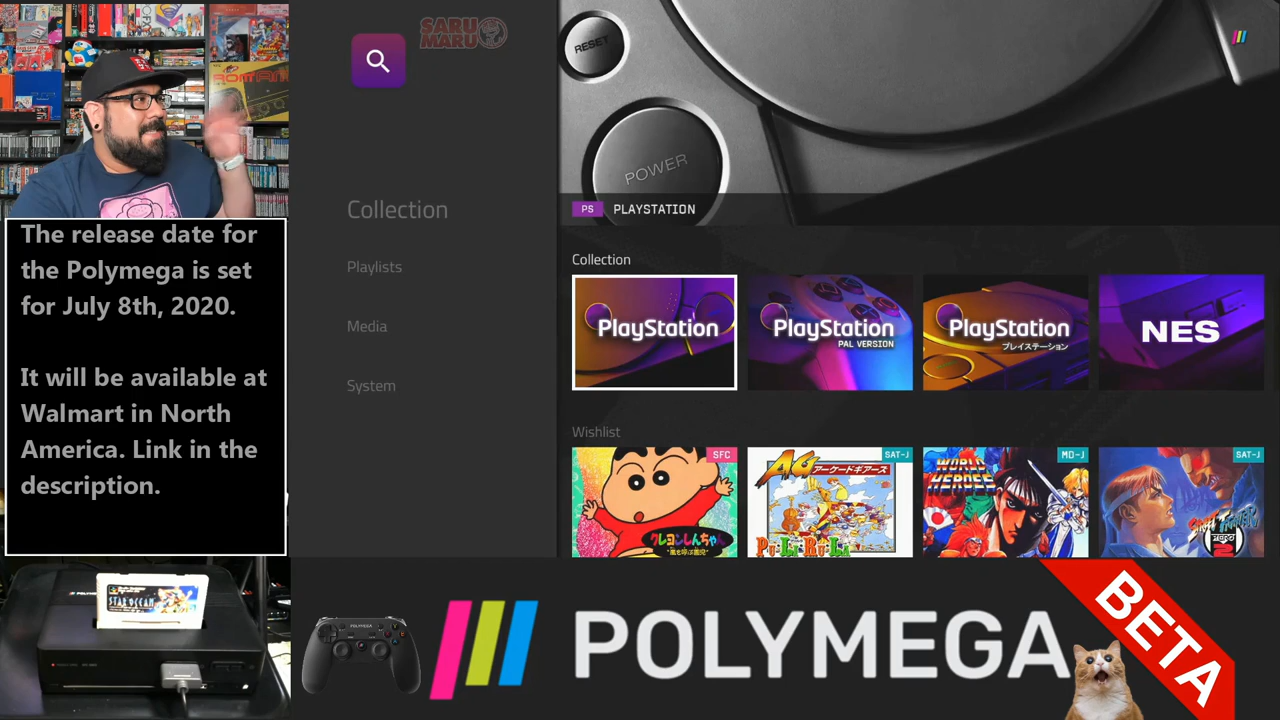 SARU
MARU
RESET
POWER
PS PLAYSTATION
The release date for
the Polymega is set
for July 8th, 2020.
It will be available at
Walmart in North
America. Link in the
description.
Collection
Playlists
Media
System
Collection
PlayStation
PlayStation
PAL VERSION
PlayStation
プレイステーション
NES
Wishlist
SFC
クレヨンしんちゃん
SAT-J
アーケードギアーズ
PU·LI·RU·LA
MD-J
WORLD
HEROES
SAT-J
STREET FIGHTER
ZERO
2
STAR OCEAN
POLYMEGA
POLYMEGA
BETA